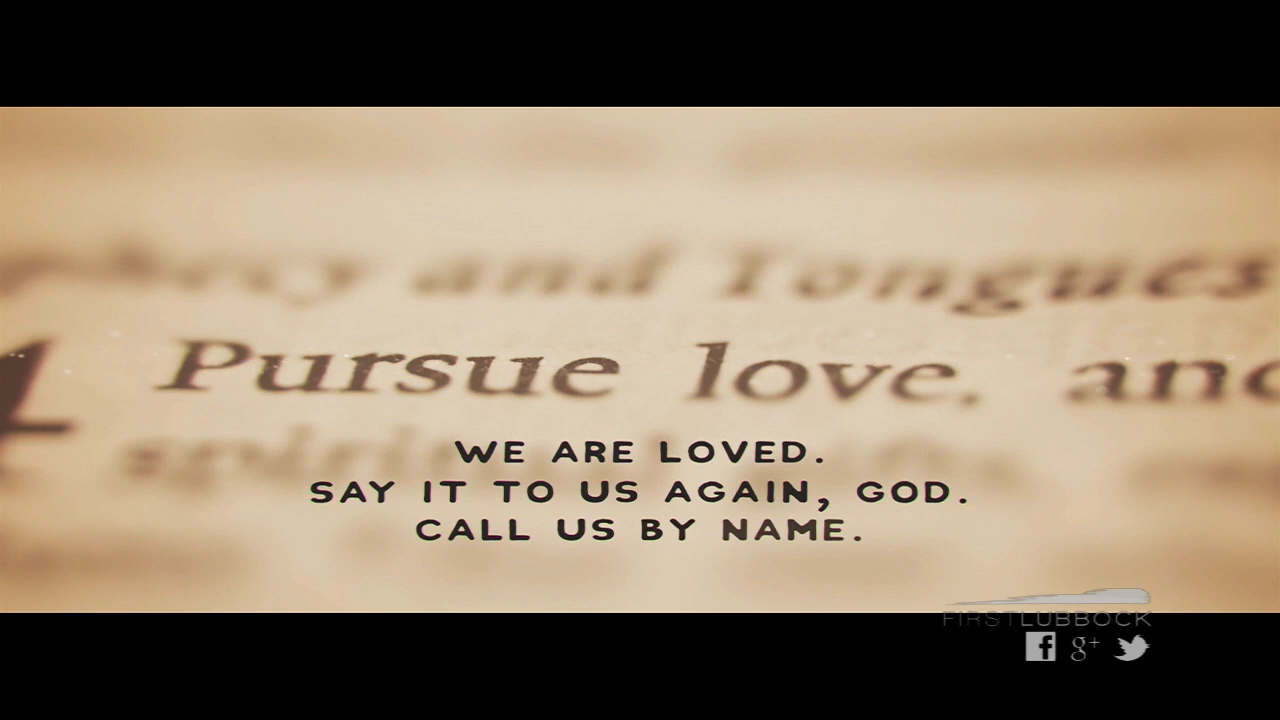 and Tongues
4 Pursue love, and
WE ARE LOVED.
SAY IT TO US AGAIN, GOD.
CALL US BY NAME.
FIRSTLUBBOCK
f g+